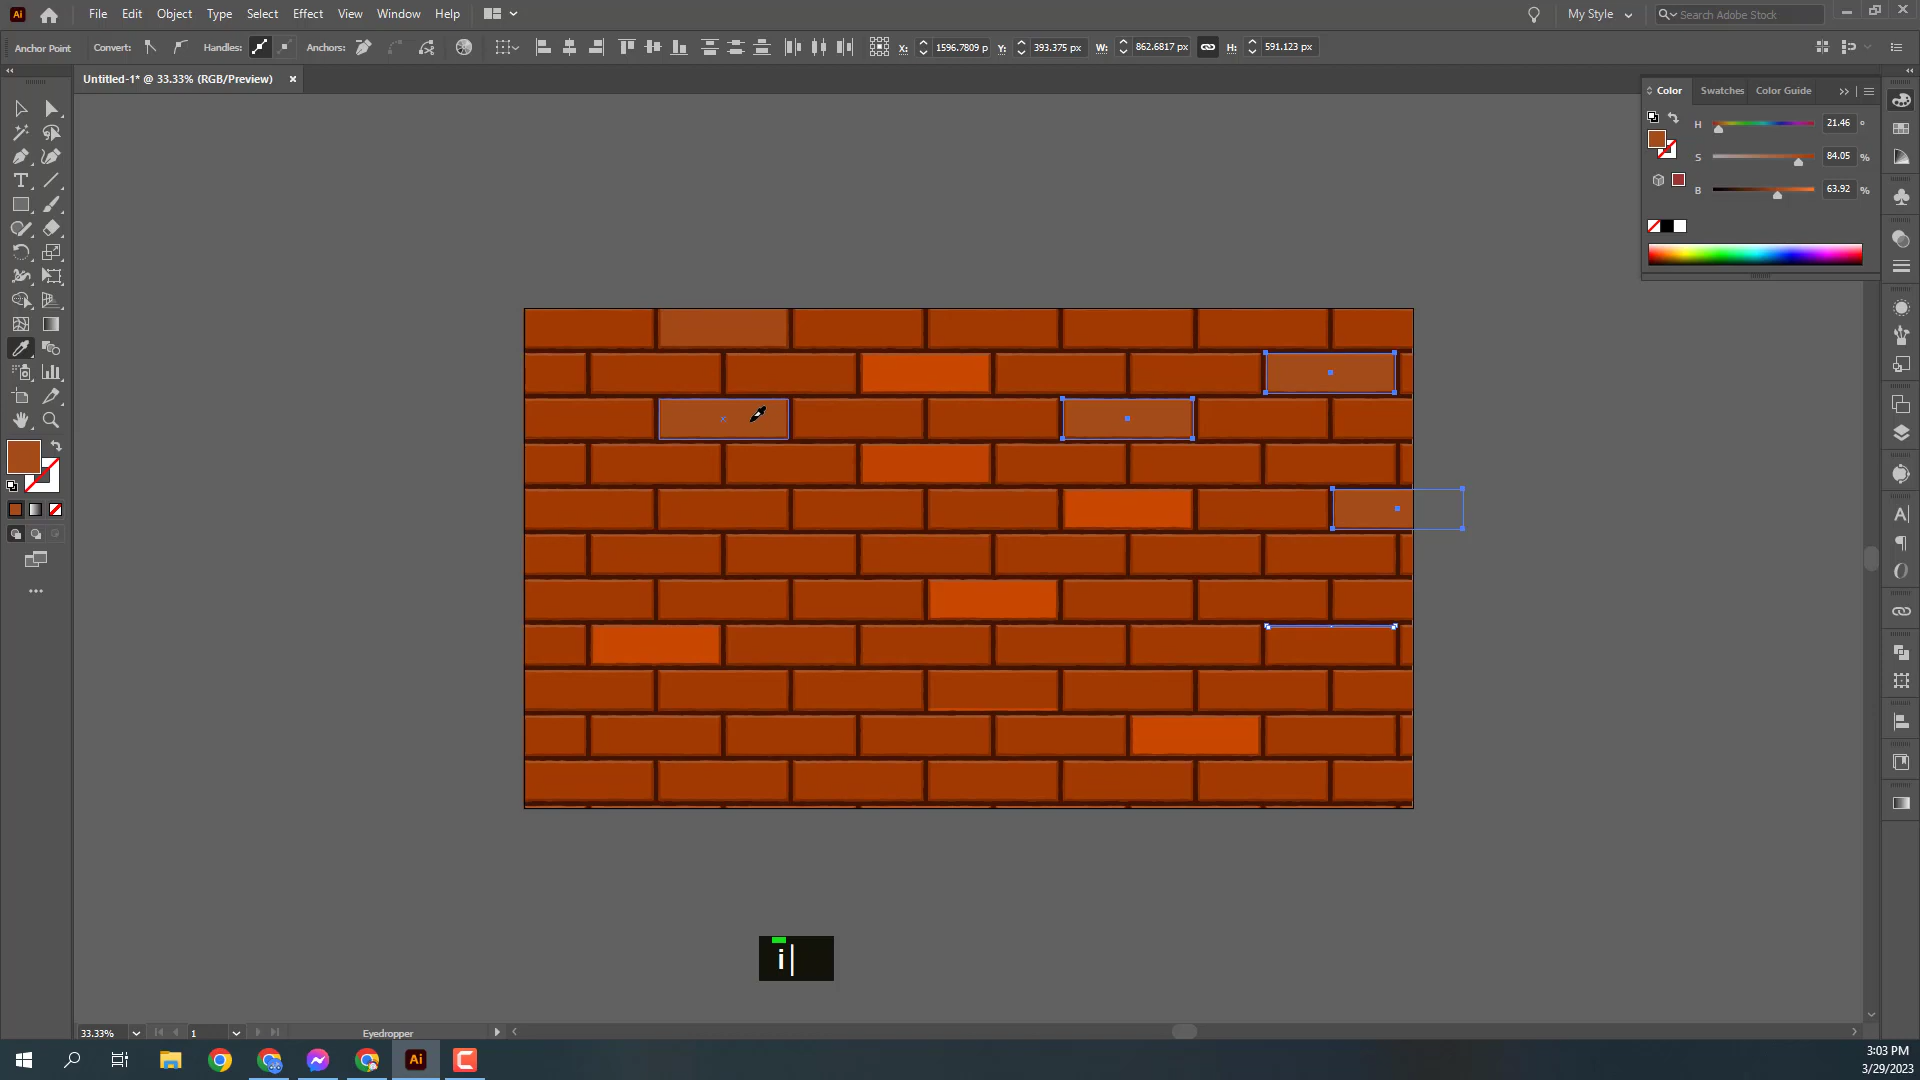 Ai File Edit Object Type Select Effect View Window Help My Style Search Adobe Stock
Anchor Point Convert: Handles: Anchors: X: 1596.7809 p Y: 393.375 px W: 862.6817 px H: 591.123 px
Untitled-1* @ 33.33% (RGB/Preview) ×
Color Swatches Color Guide
H 21.46 °
S 84.05 %
B 63.92 %
i
33.33% 1 Eyedropper
Ai
3:03 PM
3/29/2023